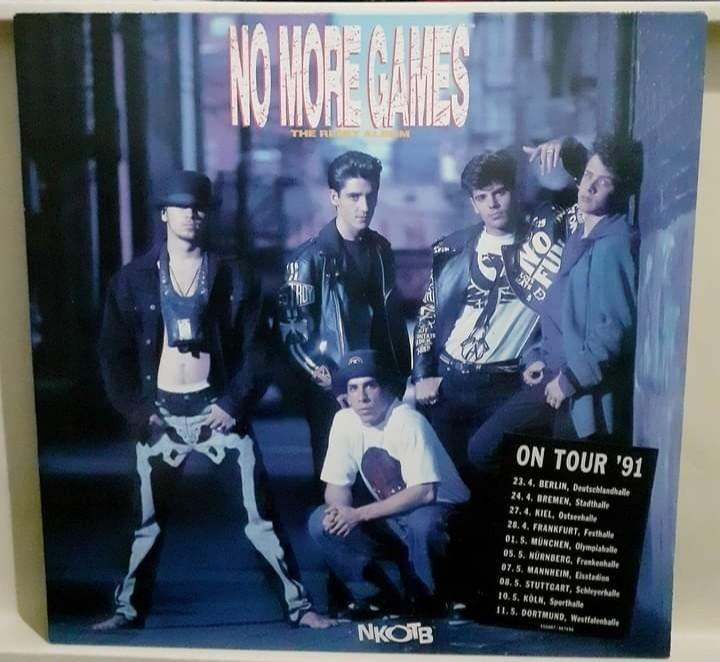 NO MORE GAMES
THE REMIX ALBUM
NO
FUN
ON TOUR '91
23. 4. BERLIN, Deutschlandhalle
24. 4. BREMEN, Stadthalle
27. 4. KIEL, Ostseehalle
28. 4. FRANKFURT, Festhalle
01. 5. MÜNCHEN, Olympiahalle
05. 5. NÜRNBERG, Frankenhalle
07. 5. MANNHEIM, Eisstadion
08. 5. STUTTGART, Schleyerhalle
10. 5. KÖLN, Sporthalle
11. 5. DORTMUND, Westfalenhalle
NKOTB